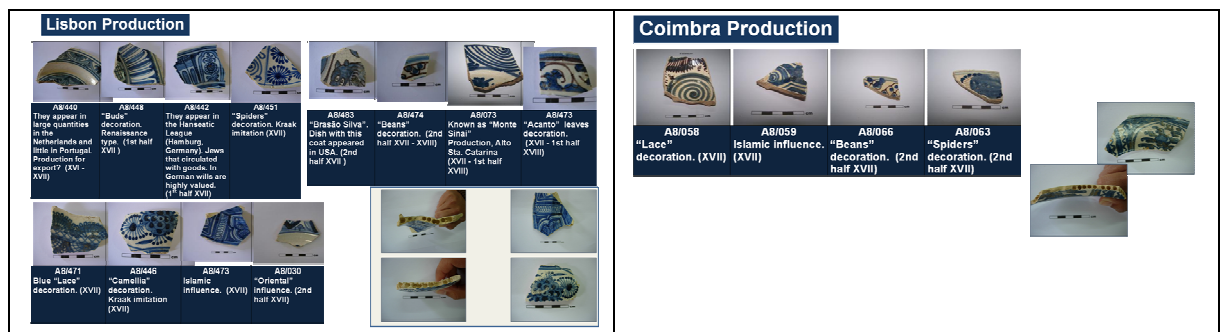 Lisbon Production
A8/440
They appear in
large quantities
in the
Netherlands and
little in Portugal.
Production for
export? (XVI -
XVII)
A8/448
"Buds"
decoration.
Renaissance
type. (1st half
XVII )
A8/442
They appear in
the Hanseatic
League
(Hamburg,
Germany). Jews
that circulated
with goods. In
German wills are
highly valued.
(1st half XVII)
A8/451
"Spiders"
decoration. Kraak
imitation (XVII)
A8/483
"Brasão Silva".
Dish with this
coat appeared
in USA. (2nd
half XVII )
A8/474
"Beans"
decoration. (2nd
half XVII - XVIII)
A8/073
Known as "Monte
Sinai"
Production, Alto
Sta. Catarina
(XVII - 1st half
XVIII)
A8/473
"Acanto" leaves
decoration.
(XVII - 1st half
XVIII)
A8/471
Blue "Lace"
decoration. (XVII)
A8/446
"Camellia"
decoration.
Kraak imitation
(XVII)
A8/473
Islamic
influence. (XVII)
A8/030
"Oriental"
influence. (2nd
half XVII)
Coimbra Production
A8/058
"Lace"
decoration. (XVII)
A8/059
Islamic influence.
(XVII)
A8/066
"Beans"
decoration. (2nd
half XVII)
A8/063
"Spiders"
decoration. (2nd
half XVII)